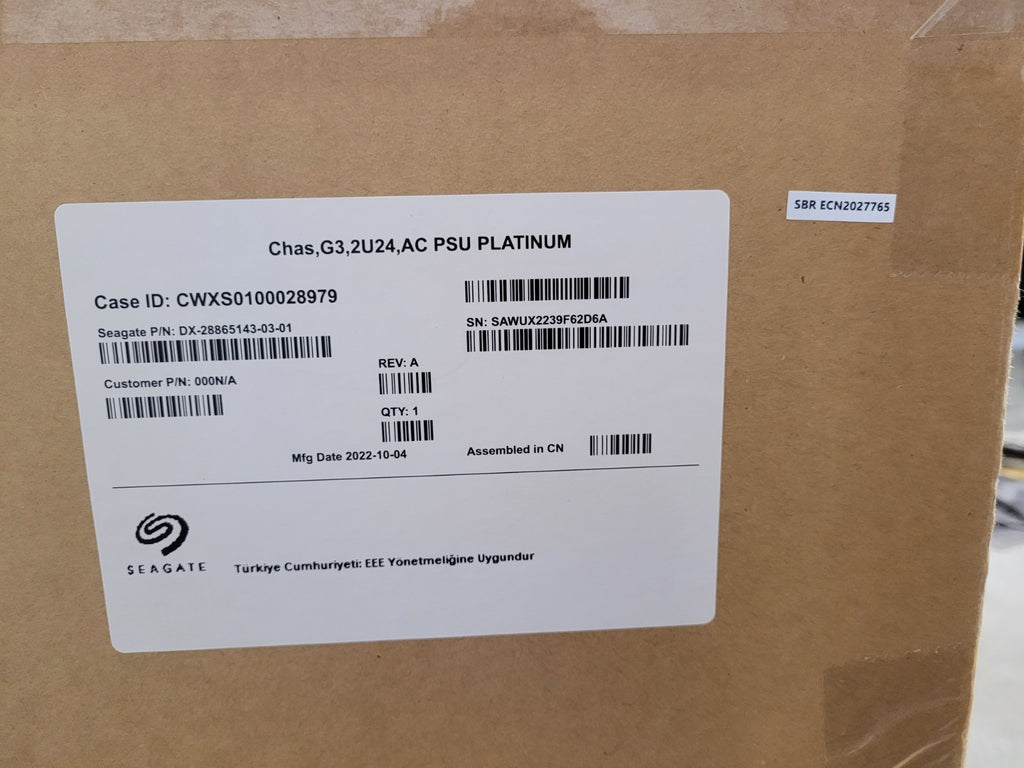 SBR ECN2027765
Chas,G3,2U24,AC PSU PLATINUM
Case ID: CWXS0100028979
Seagate P/N: DX-28865143-03-01
SN: SAWUX2239F62D6A
REV: A
Customer P/N: 000N/A
QTY: 1
Mfg Date 2022-10-04
Assembled in CN
SEAGATE
Türkiye Cumhuriyeti: EEE Yönetmeliğine Uygundur